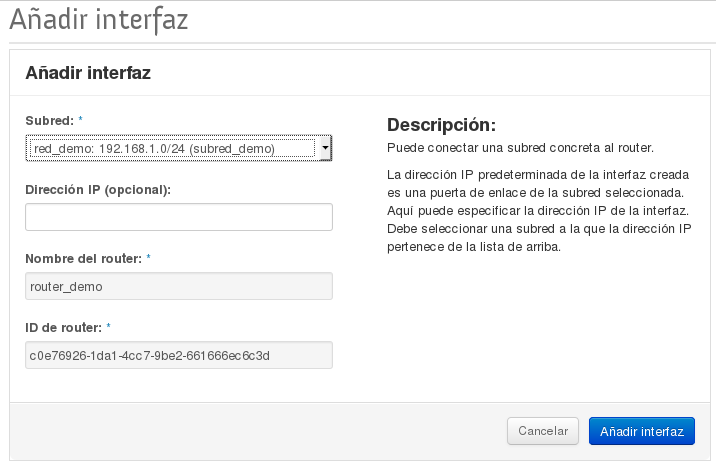 Añadir interfaz
Añadir interfaz
Subred: *
red_demo: 192.168.1.0/24 (subred_demo)
Dirección IP (opcional):
Nombre del router: *
router_demo
ID de router: *
c0e76926-1da1-4cc7-9be2-661666ec6c3d
Descripción:
Puede conectar una subred concreta al router.
La dirección IP predeterminada de la interfaz creada
es una puerta de enlace de la subred seleccionada.
Aquí puede especificar la dirección IP de la interfaz.
Debe seleccionar una subred a la que la dirección IP
pertenece de la lista de arriba.
Cancelar
Añadir interfaz